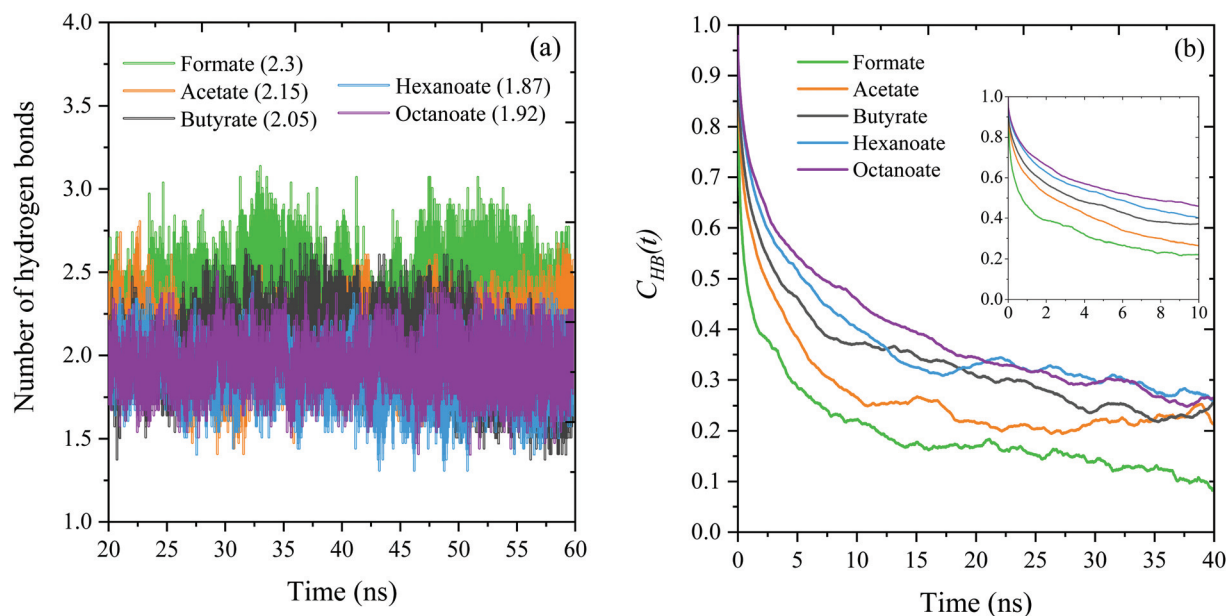 (a)
Number of hydrogen bonds
4.0
3.5
3.0
2.5
2.0
1.5
1.0
Formate (2.3)
Acetate (2.15)
Butyrate (2.05)
Hexanoate (1.87)
Octanoate (1.92)
20 25 30 35 40 45 50 55 60
Time (ns)
(b)
C_HB(t)
1.0
0.9
0.8
0.7
0.6
0.5
0.4
0.3
0.2
0.1
0.0
Formate
Acetate
Butyrate
Hexanoate
Octanoate
1.0
0.8
0.6
0.4
0.2
0.0
0 2 4 6 8 10
0 5 10 15 20 25 30 35 40
Time (ns)